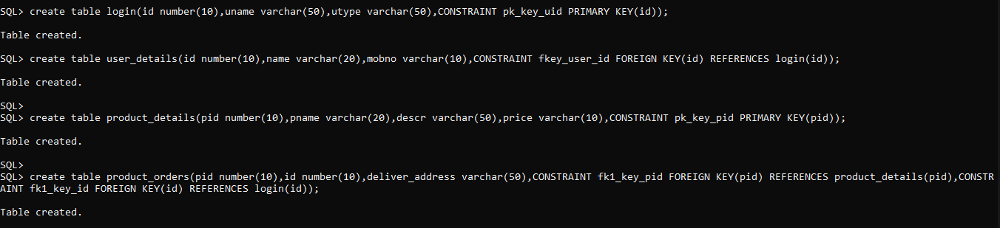 SQL> create table login(id number(10),uname varchar(50),utype varchar(50),CONSTRAINT pk_key_uid PRIMARY KEY(id));
Table created.
SQL> create table user_details(id number(10),name varchar(20),mobno varchar(10),CONSTRAINT fkey_user_id FOREIGN KEY(id) REFERENCES login(id));
Table created.
SQL>
SQL> create table product_details(pid number(10),pname varchar(20),descr varchar(50),price varchar(10),CONSTRAINT pk_key_pid PRIMARY KEY(pid));
Table created.
SQL>
SQL> create table product_orders(pid number(10),id number(10),deliver_address varchar(50),CONSTRAINT fk1_key_pid FOREIGN KEY(pid) REFERENCES product_details(pid),CONSTR
AINT fk1_key_id FOREIGN KEY(id) REFERENCES login(id));
Table created.